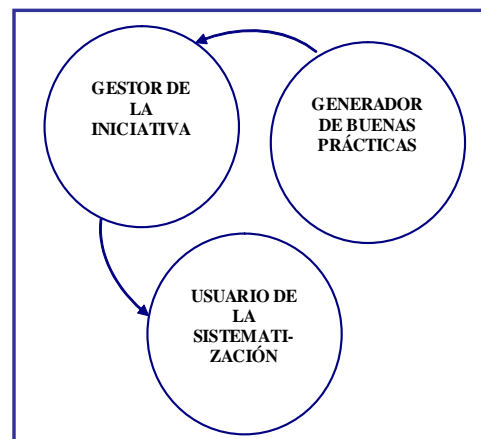 GESTOR DE
LA
INICIATIVA
GENERADOR
DE BUENAS
PRÁCTICAS
USUARIO DE
LA
SISTEMATI-
ZACIÓN